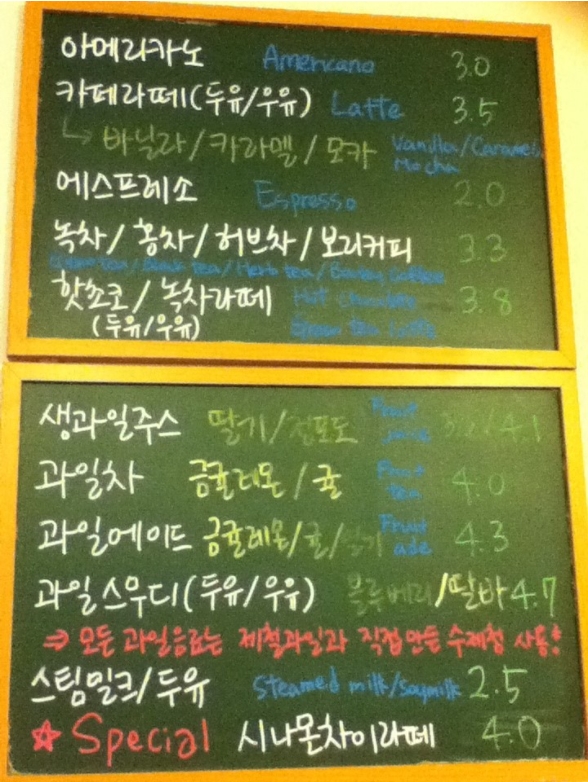 아메리카노 Americano 3.0
카페라떼(두유/우유) Latte 3.5
↳ 바닐라/카라멜/모카 Vanilla/Caramel
Mocha
에스프레소 Espresso 2.0
녹차/홍차/허브차/보리커피 3.3
Green tea/Black tea/Herb tea/Barley Coffee
핫쵸코/녹차라떼 Hot chocolate 3.8
(두유/우유) Green tea latte
생과일주스 딸기/청포도 Fruit juice 4.1
과일차 금귤레몬/귤 Fruit tea 4.0
과일에이드 금귤레몬/귤/딸기 Fruit ade 4.3
과일스무디(두유/우유) 블루베리/딸바 4.7
⇒ 모든 과일음료는 제철과일과 직접 만든 수제청 사용!
스팀밀크/두유 Steamed milk/Soymilk 2.5
☆ Special 시나몬차이라떼 4.0